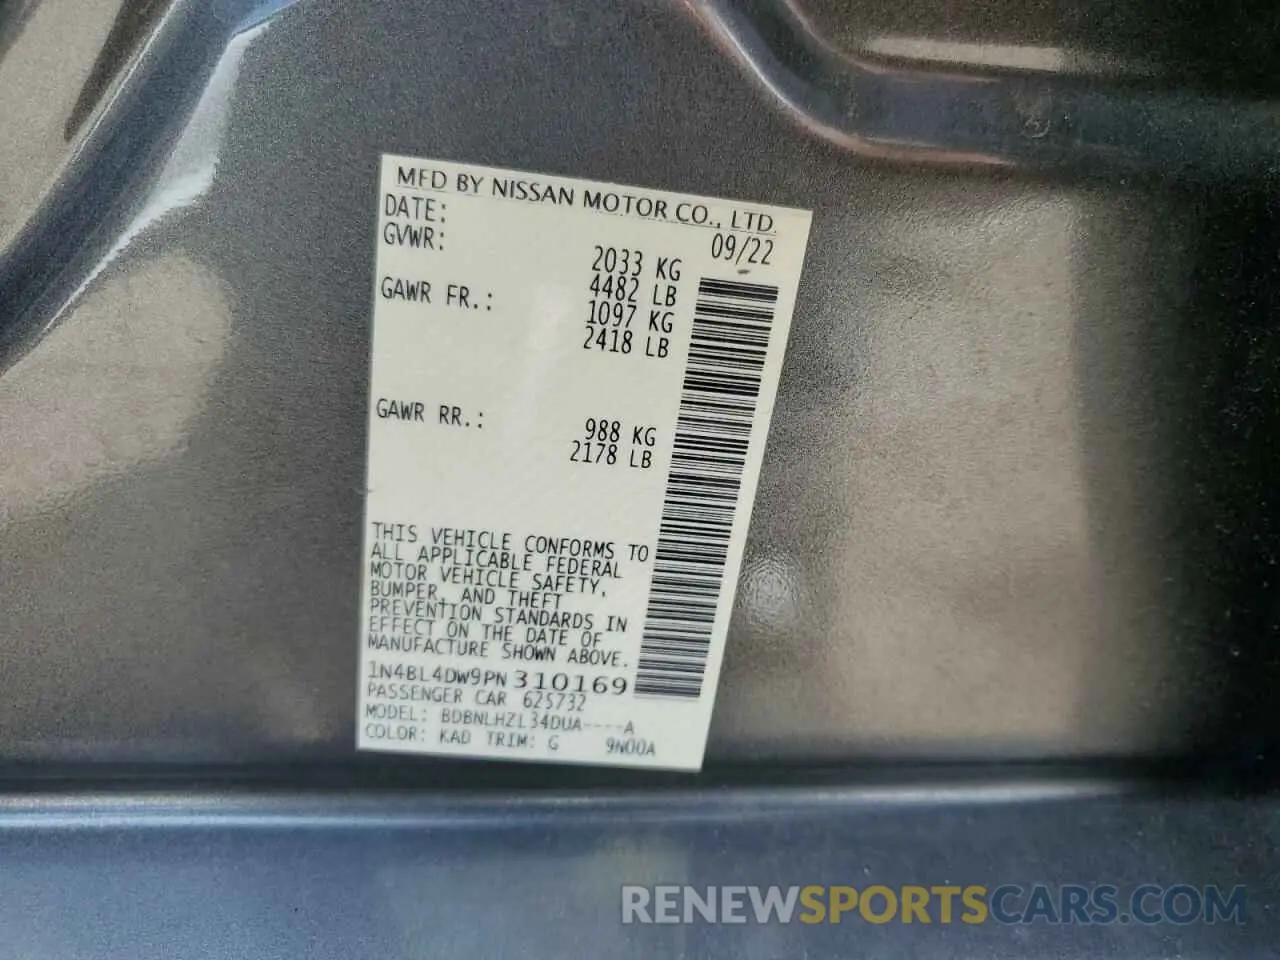 MFD BY NISSAN MOTOR CO., LTD.
DATE: 09/22
GVWR: 2033 KG
4482 LB
GAWR FR.: 1097 KG
2418 LB
GAWR RR.: 988 KG
2178 LB
THIS VEHICLE CONFORMS TO
ALL APPLICABLE FEDERAL
MOTOR VEHICLE SAFETY,
BUMPER, AND THEFT
PREVENTION STANDARDS IN
EFFECT ON THE DATE OF
MANUFACTURE SHOWN ABOVE.
1N4BL4DW9PN310169
PASSENGER CAR 625732
MODEL: BDBNLHZL34DUA----A
COLOR: KAD TRIM: G 9N00A
RENEWSPORTSCARS.COM